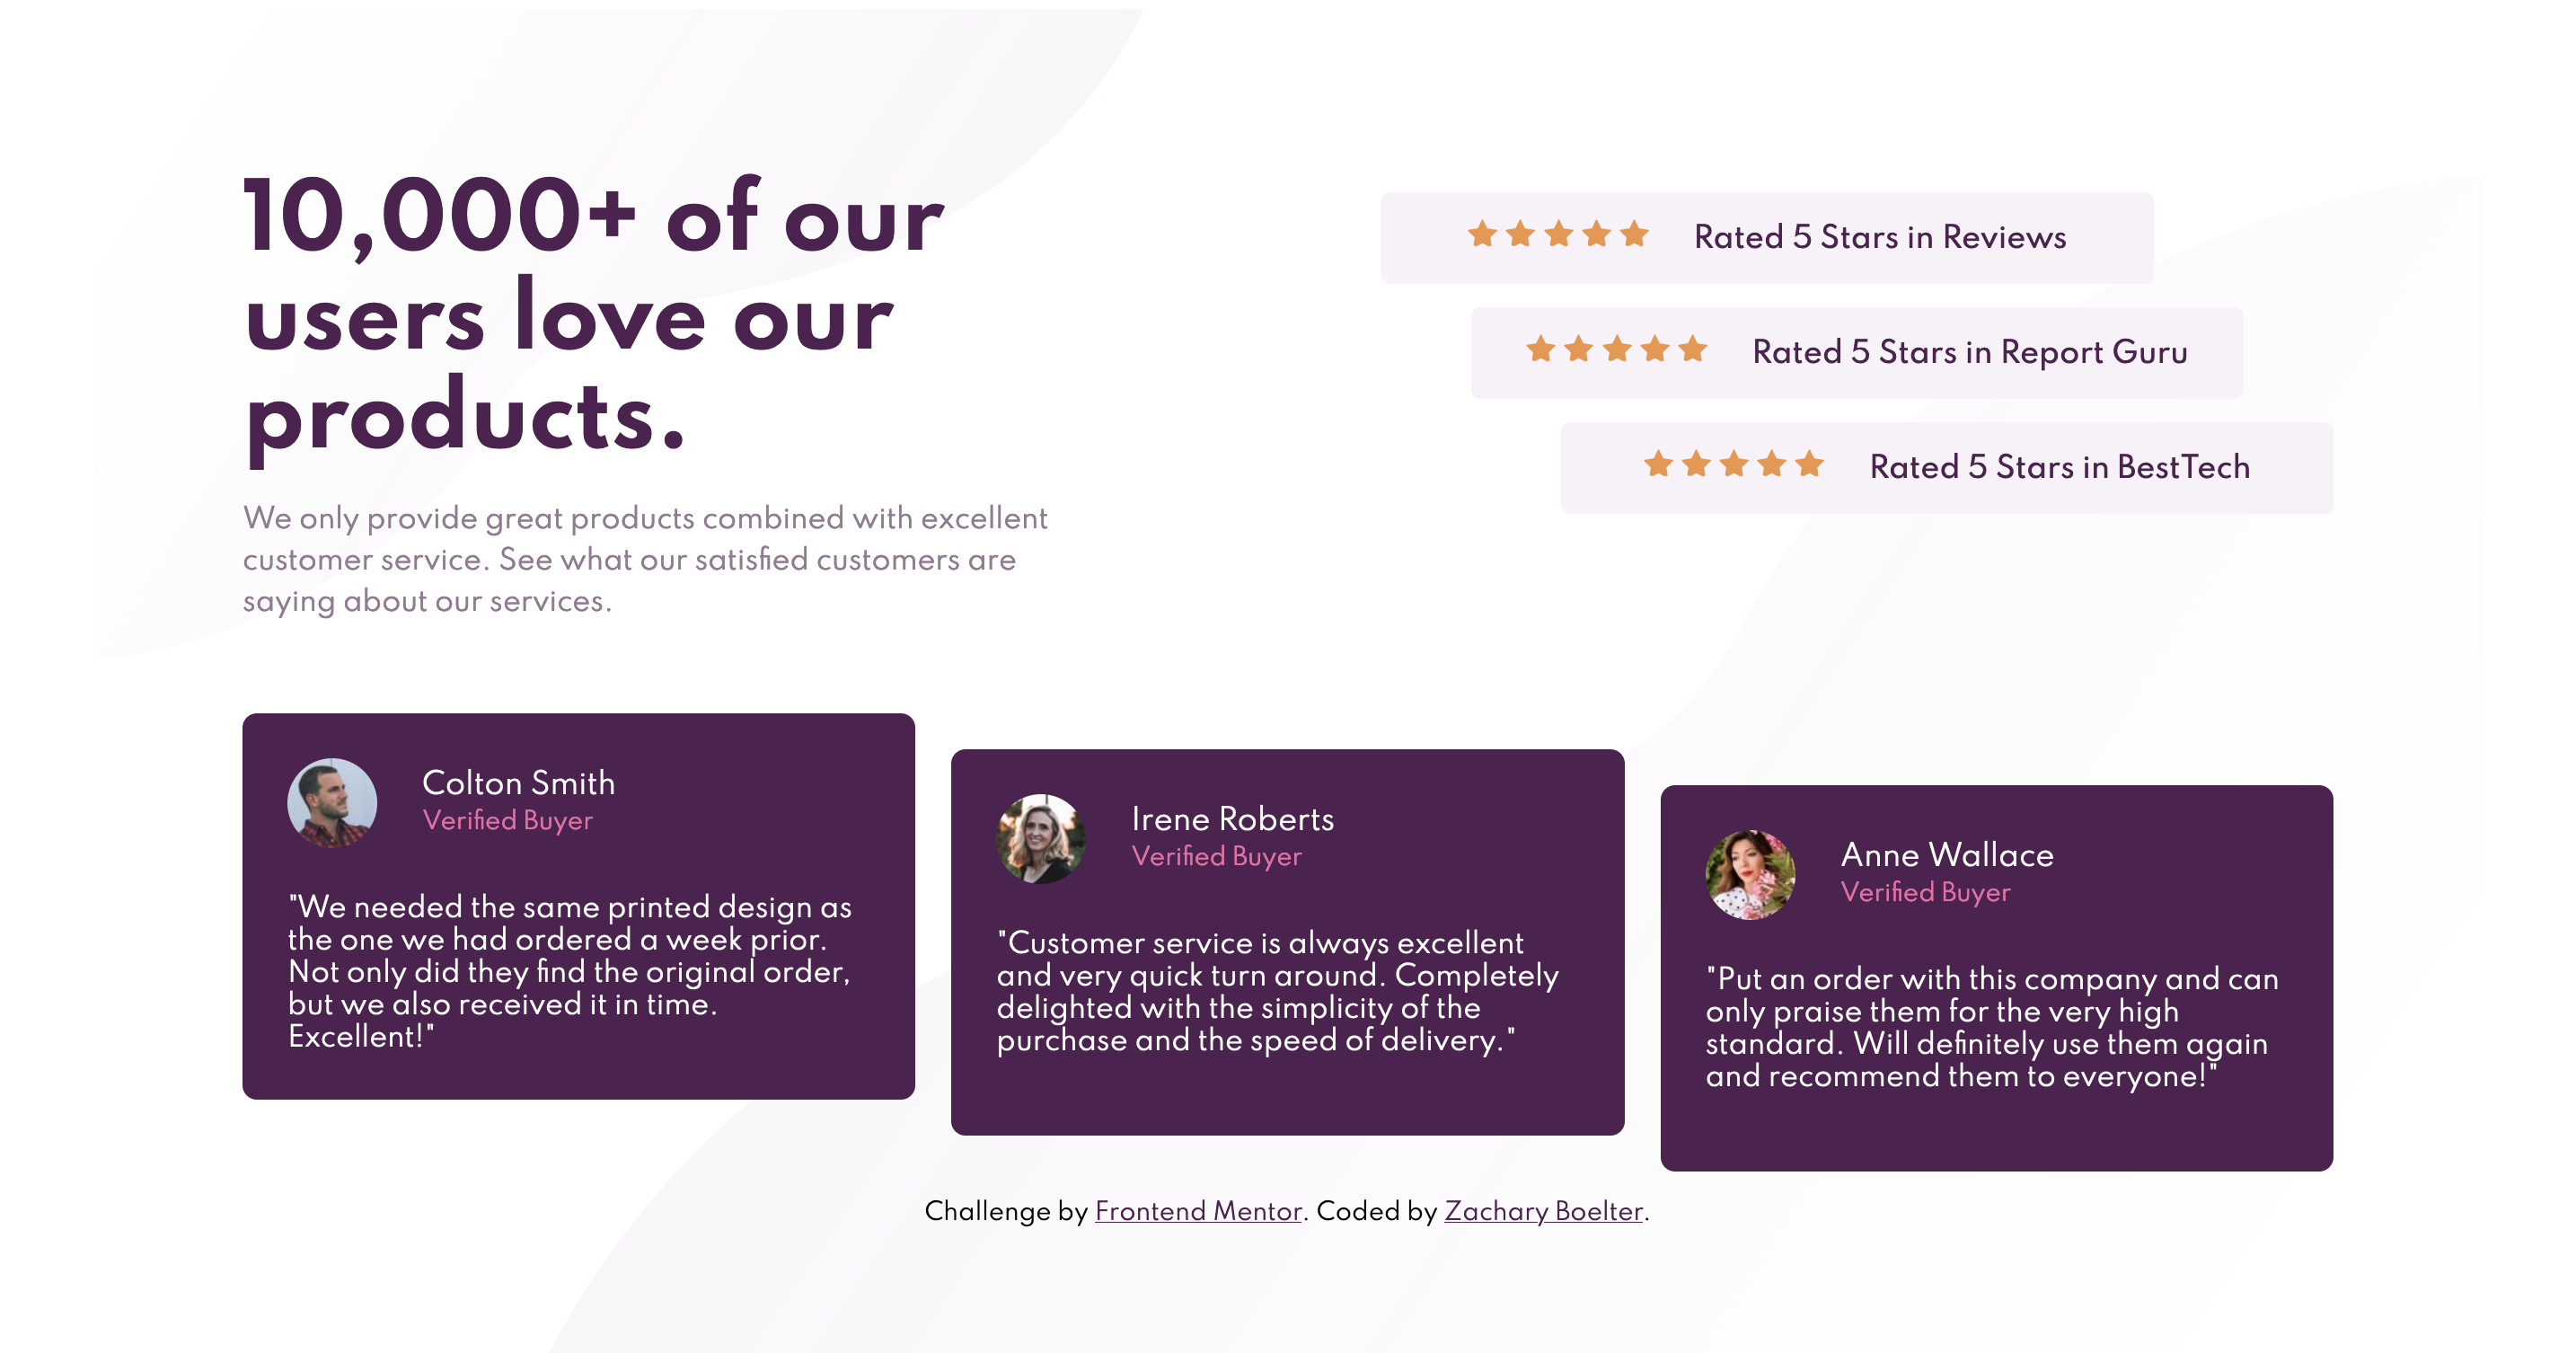 10,000+ of our
users love our
products.
We only provide great products combined with excellent
customer service. See what our satisfied customers are
saying about our services.
Rated 5 Stars in Reviews
Rated 5 Stars in Report Guru
Rated 5 Stars in BestTech
Colton Smith
Verified Buyer
"We needed the same printed design as
the one we had ordered a week prior.
Not only did they find the original order,
but we also received it in time.
Excellent!"
Irene Roberts
Verified Buyer
"Customer service is always excellent
and very quick turn around. Completely
delighted with the simplicity of the
purchase and the speed of delivery."
Anne Wallace
Verified Buyer
"Put an order with this company and can
only praise them for the very high
standard. Will definitely use them again
and recommend them to everyone!"
Challenge by Frontend Mentor. Coded by Zachary Boelter.